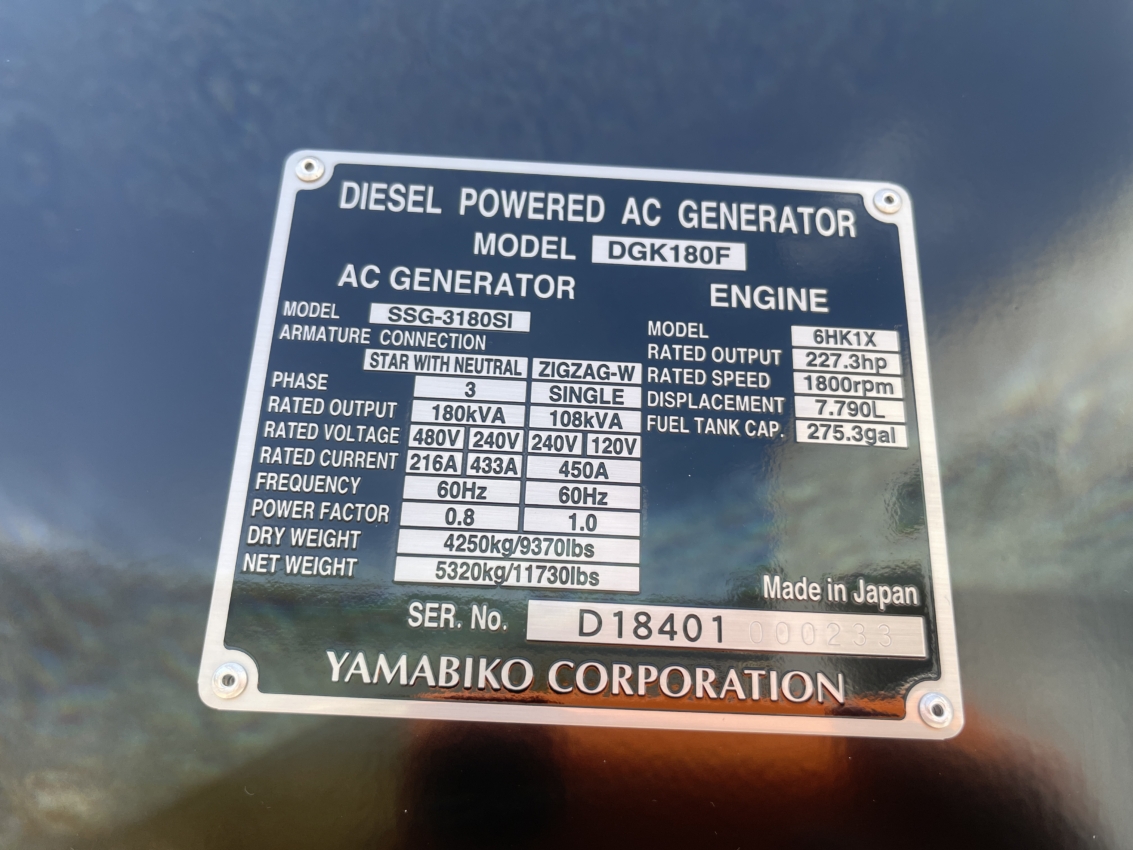 DIESEL POWERED AC GENERATOR
MODEL DGK180F
AC GENERATOR
MODEL SSG-3180SI
ARMATURE CONNECTION
STAR WITH NEUTRAL ZIGZAG-W
PHASE 3 SINGLE
RATED OUTPUT 180kVA 108kVA
RATED VOLTAGE 480V 240V 240V 120V
RATED CURRENT 216A 433A 450A
FREQUENCY 60Hz 60Hz
POWER FACTOR 0.8 1.0
DRY WEIGHT 4250kg/9370lbs
NET WEIGHT 5320kg/11730lbs
ENGINE
MODEL 6HK1X
RATED OUTPUT 227.3hp
RATED SPEED 1800rpm
DISPLACEMENT 7.790L
FUEL TANK CAP. 275.3gal
Made in Japan
SER. No. D18401 000233
YAMABIKO CORPORATION